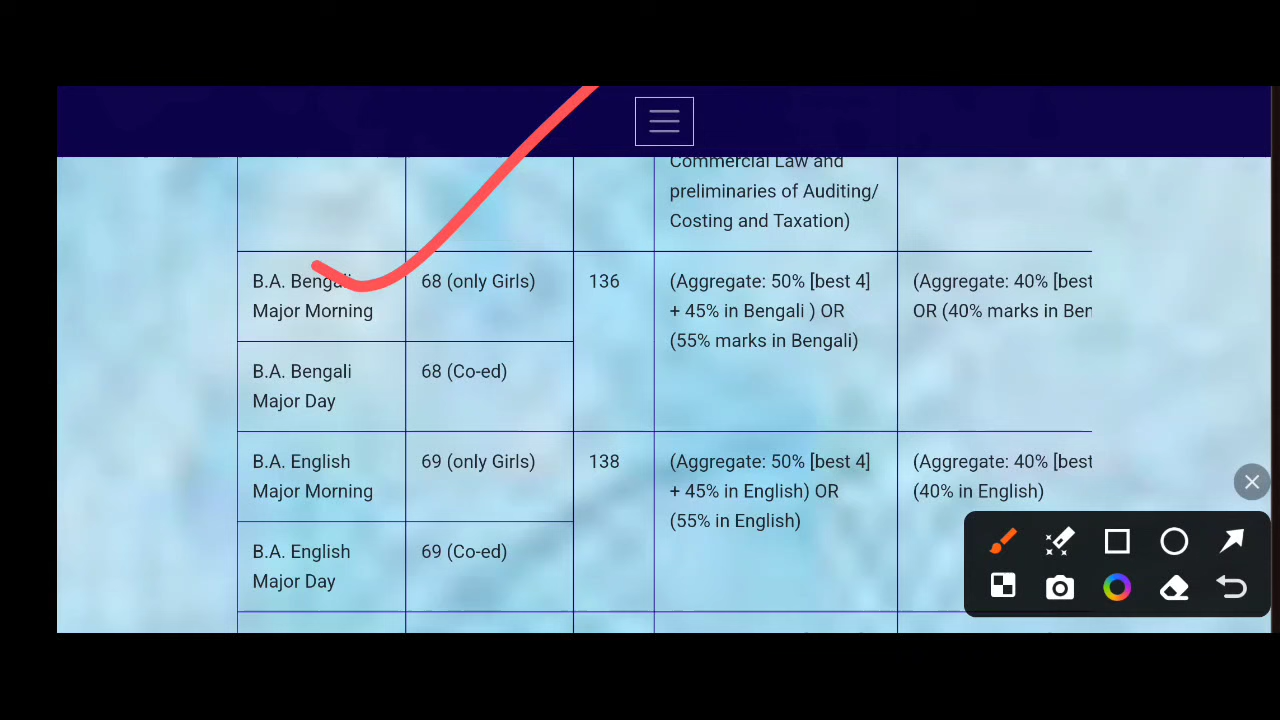 Commercial Law and
preliminaries of Auditing/
Costing and Taxation)
B.A. Bengali
Major Morning
68 (only Girls)
136
(Aggregate: 50% [best 4]
+ 45% in Bengali ) OR
(55% marks in Bengali)
(Aggregate: 40% [best
OR (40% marks in Ben
B.A. Bengali
Major Day
68 (Co-ed)
B.A. English
Major Morning
69 (only Girls)
138
(Aggregate: 50% [best 4]
+ 45% in English) OR
(55% in English)
(Aggregate: 40% [best
(40% in English)
B.A. English
Major Day
69 (Co-ed)